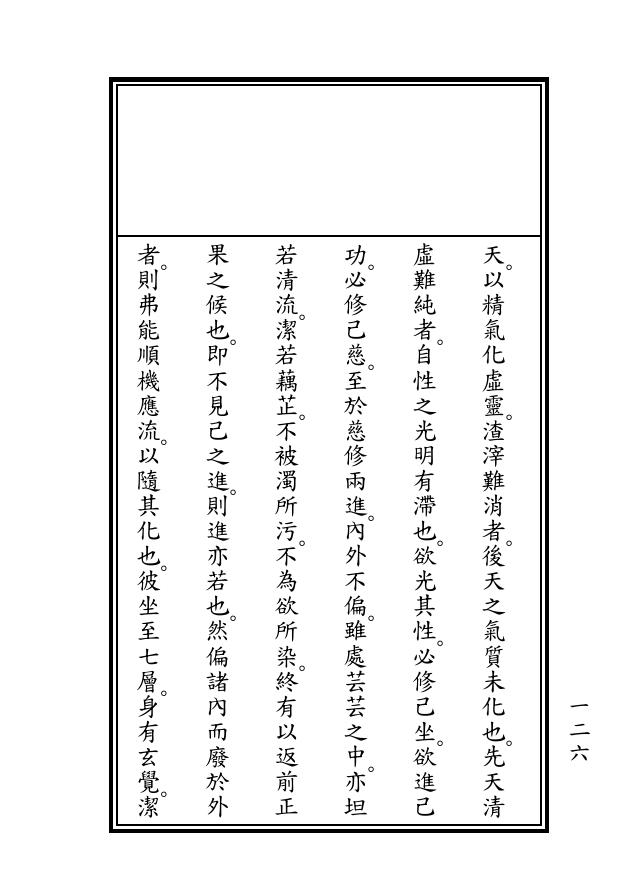 天。以精氣化虛靈。渣滓難消者。後天之氣質未化也。先天清
虛難純者。自性之光明有滯也。欲光其性。必修己坐。欲進己
功。必修己慈。至於慈修兩進。內外不偏。雖處芸芸之中。亦坦
若清流。潔若藕芷。不被濁所污。不為欲所染。終有以返前正
果之候也。即不見己之進。則進亦若也。然偏諸內而廢於外
者。則弗能順機應流。以隨其化也。彼坐至七層。身有玄覺。潔
一二六